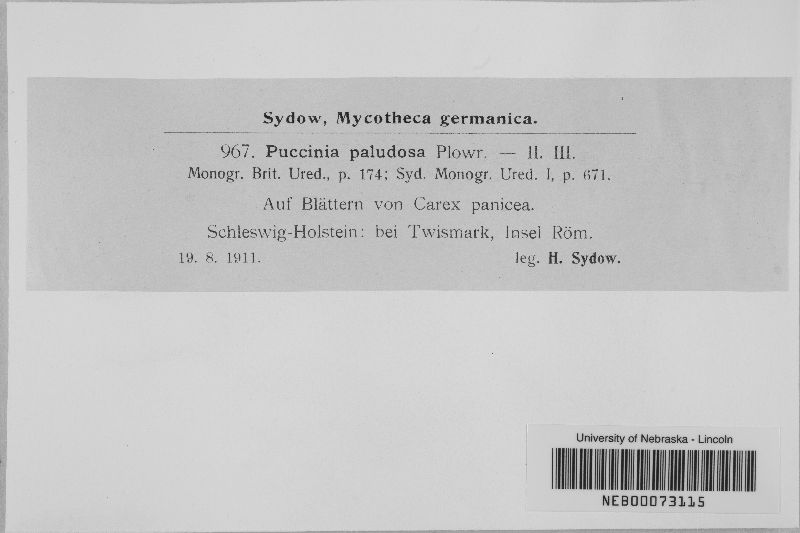 Sydow, Mycotheca germanica.
967. Puccinia paludosa Plowr. — II. III.
Monogr. Brit. Ured., p. 174; Syd. Monogr. Ured. I, p. 671.
Auf Blättern von Carex panicea.
Schleswig-Holstein: bei Twismark, Insel Röm.
19. 8. 1911. leg. H. Sydow.
University of Nebraska - Lincoln
NEB00073115